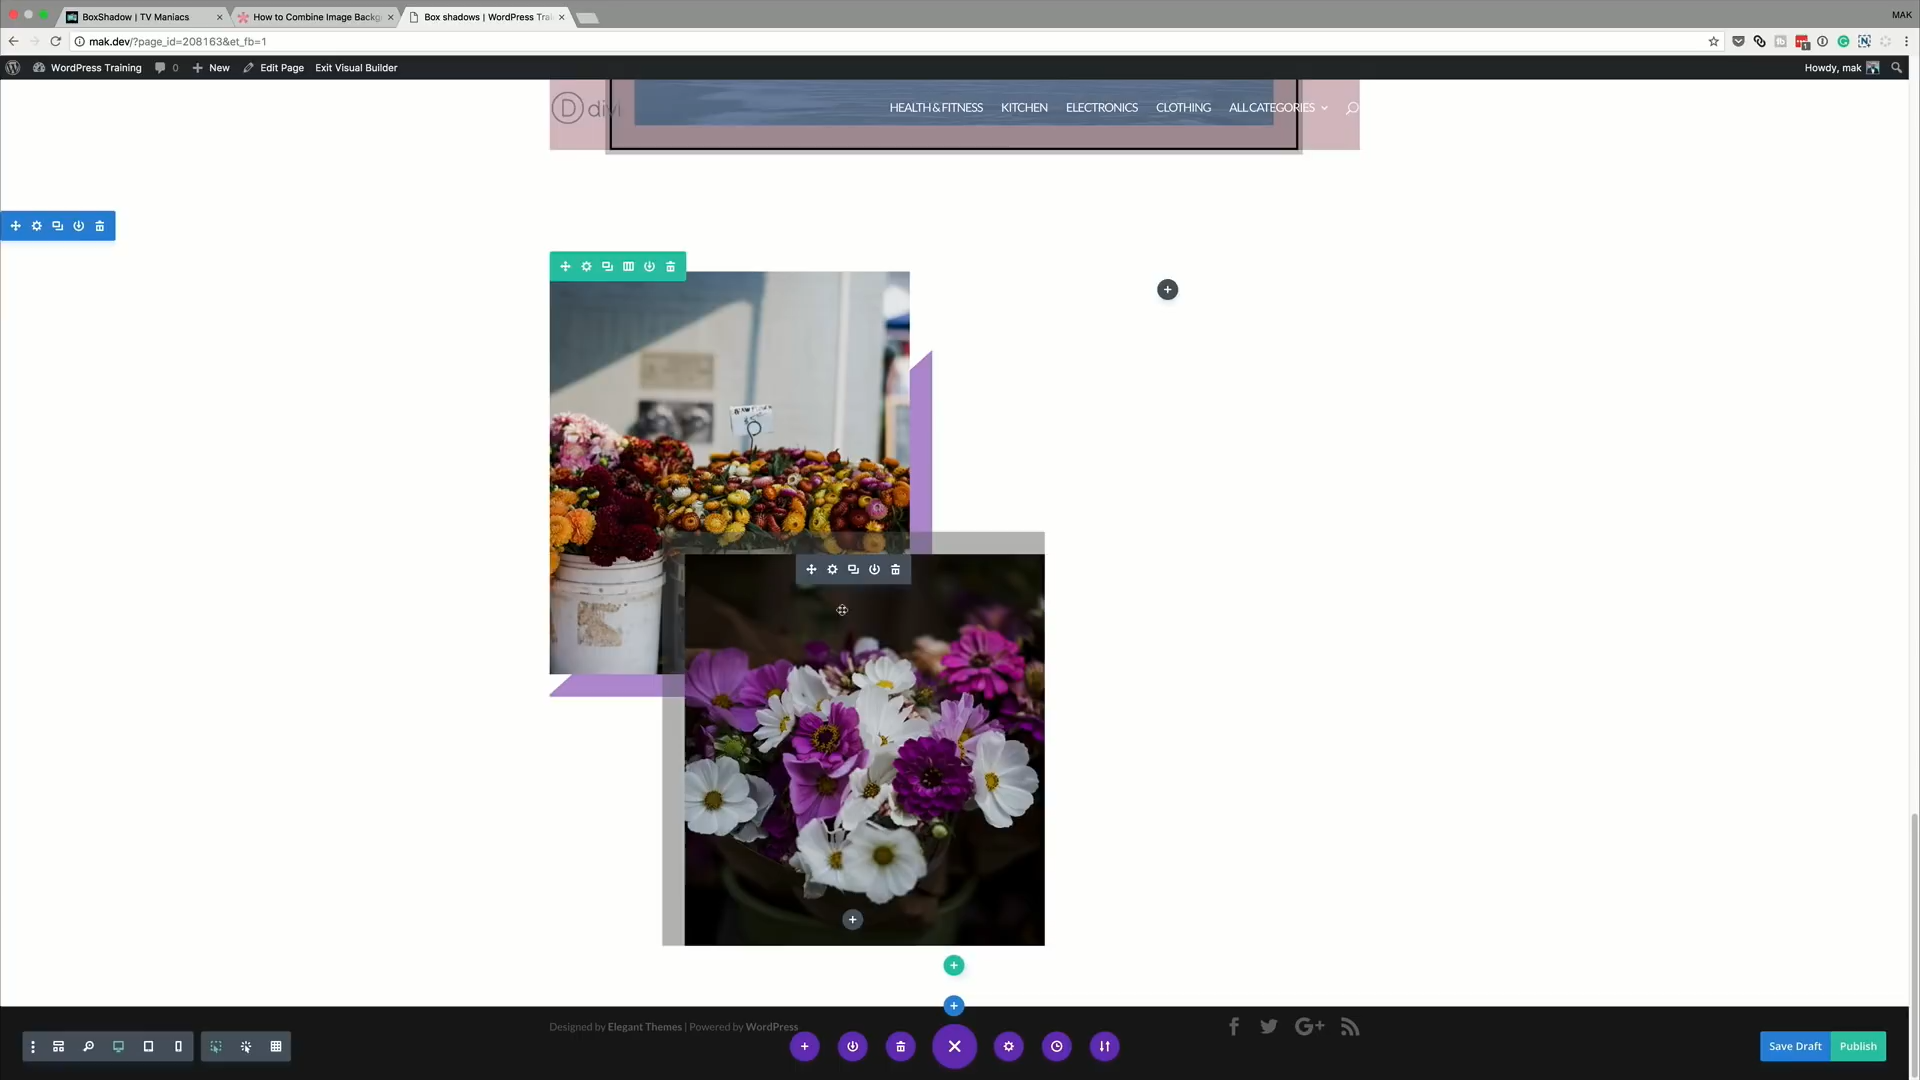 MAK
BoxShadow | TV Maniacs
How to Combine Image Backg
Box shadows | WordPress Trai
mak.dev/?page_id=208163&et_fb=1
WordPress Training 0 New Edit Page Exit Visual Builder Howdy, mak
D divi HEALTH & FITNESS KITCHEN ELECTRONICS CLOTHING ALL CATEGORIES
Designed by Elegant Themes | Powered by WordPress
Save Draft Publish